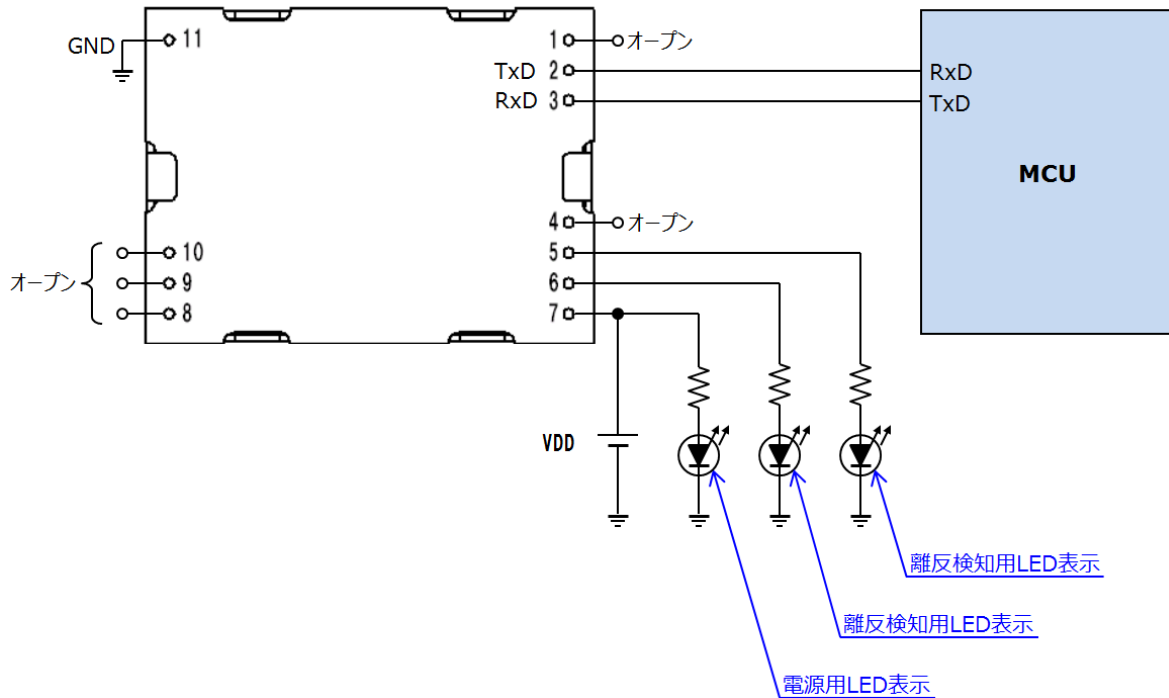 GND
11
1
オープン
TxD
2
RxD
RxD
3
TxD
MCU
4
オープン
10
5
オープン
9
6
8
7
VDD
離反検知用LED表示
離反検知用LED表示
電源用LED表示